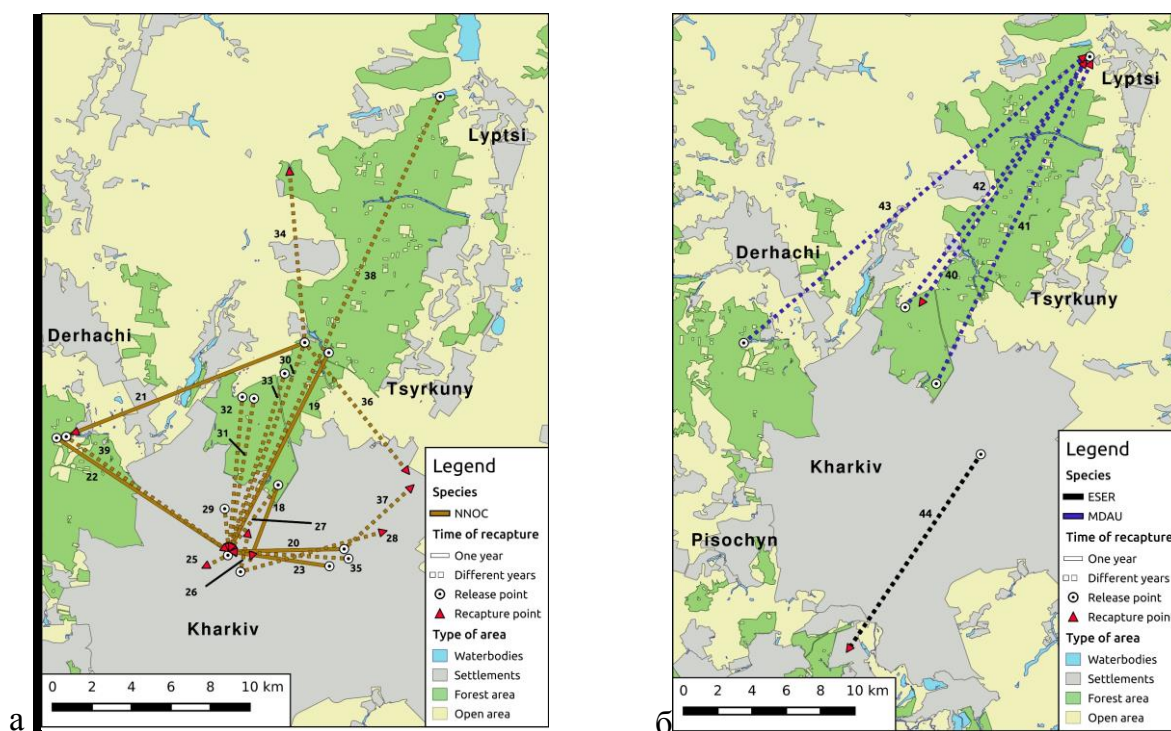 Lyptsi
34
38
Derhachi
30
33
Tsyrkuny
36
21
19
32
31
39
22
Legend
Species
NNOC
Time of recapture
One year
Different years
Release point
Recapture point
Type of area
Waterbodies
Settlements
Forest area
Open area
29
18
37
27
20
28
25
35
26
23
Kharkiv
0 2 4 6 8 10 km
а
Lyptsi
42
43
Derhachi
41
40
Tsyrkuny
Kharkiv
44
Pisochyn
Legend
Species
ESER
MDAU
Time of recapture
One year
Different years
Release point
Recapture point
Type of area
Waterbodies
Settlements
Forest area
Open area
0 2 4 6 8 10 km
б